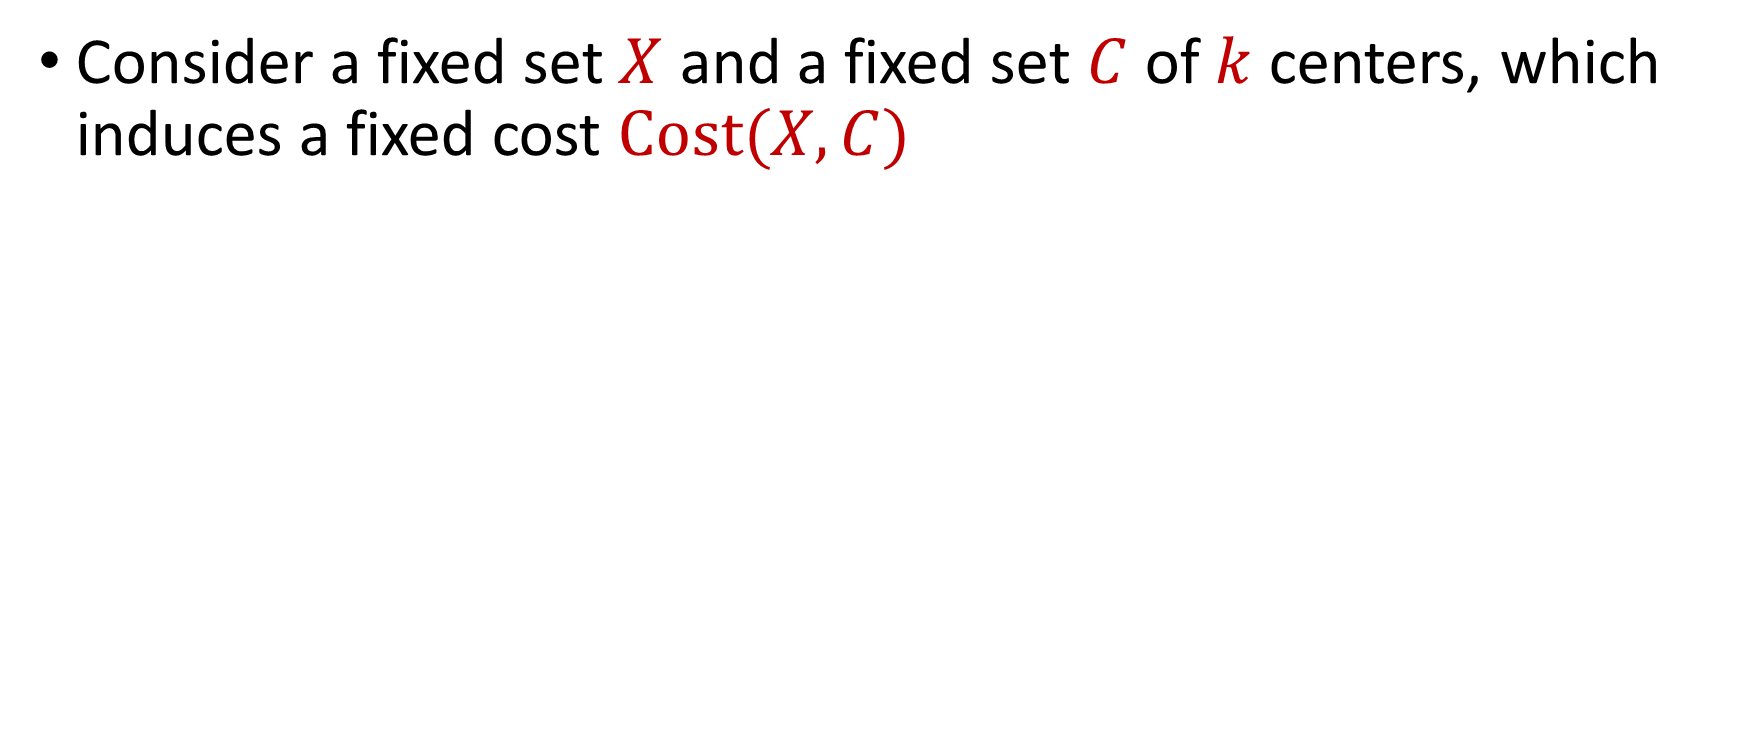 • Consider a fixed set X and a fixed set C of k centers, which
induces a fixed cost Cost(X, C)